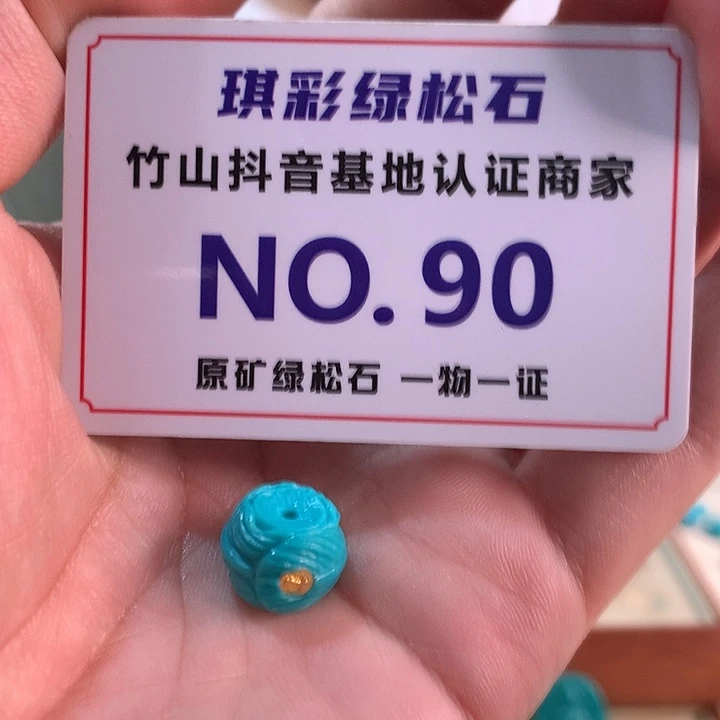 琪彩绿松石
竹山抖音基地认证商家
NO. 90
原矿绿松石 一物一证